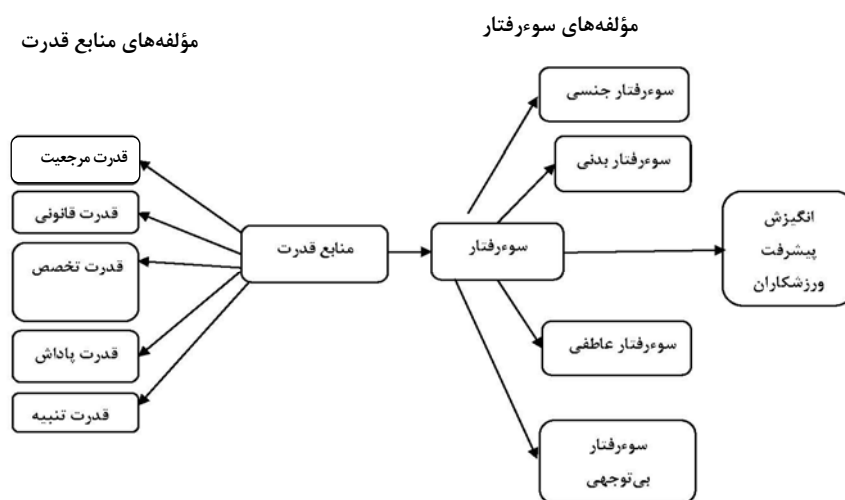 مؤلفه‌های سوءرفتار
مؤلفه‌های منابع قدرت
سوءرفتار جنسی
سوءرفتار بدنی
سوءرفتار
سوءرفتار عاطفی
سوءرفتار
بی‌توجهی
انگیزش
پیشرفت
ورزشکاران
منابع قدرت
قدرت مرجعیت
قدرت قانونی
قدرت تخصص
قدرت پاداش
قدرت تنبیه